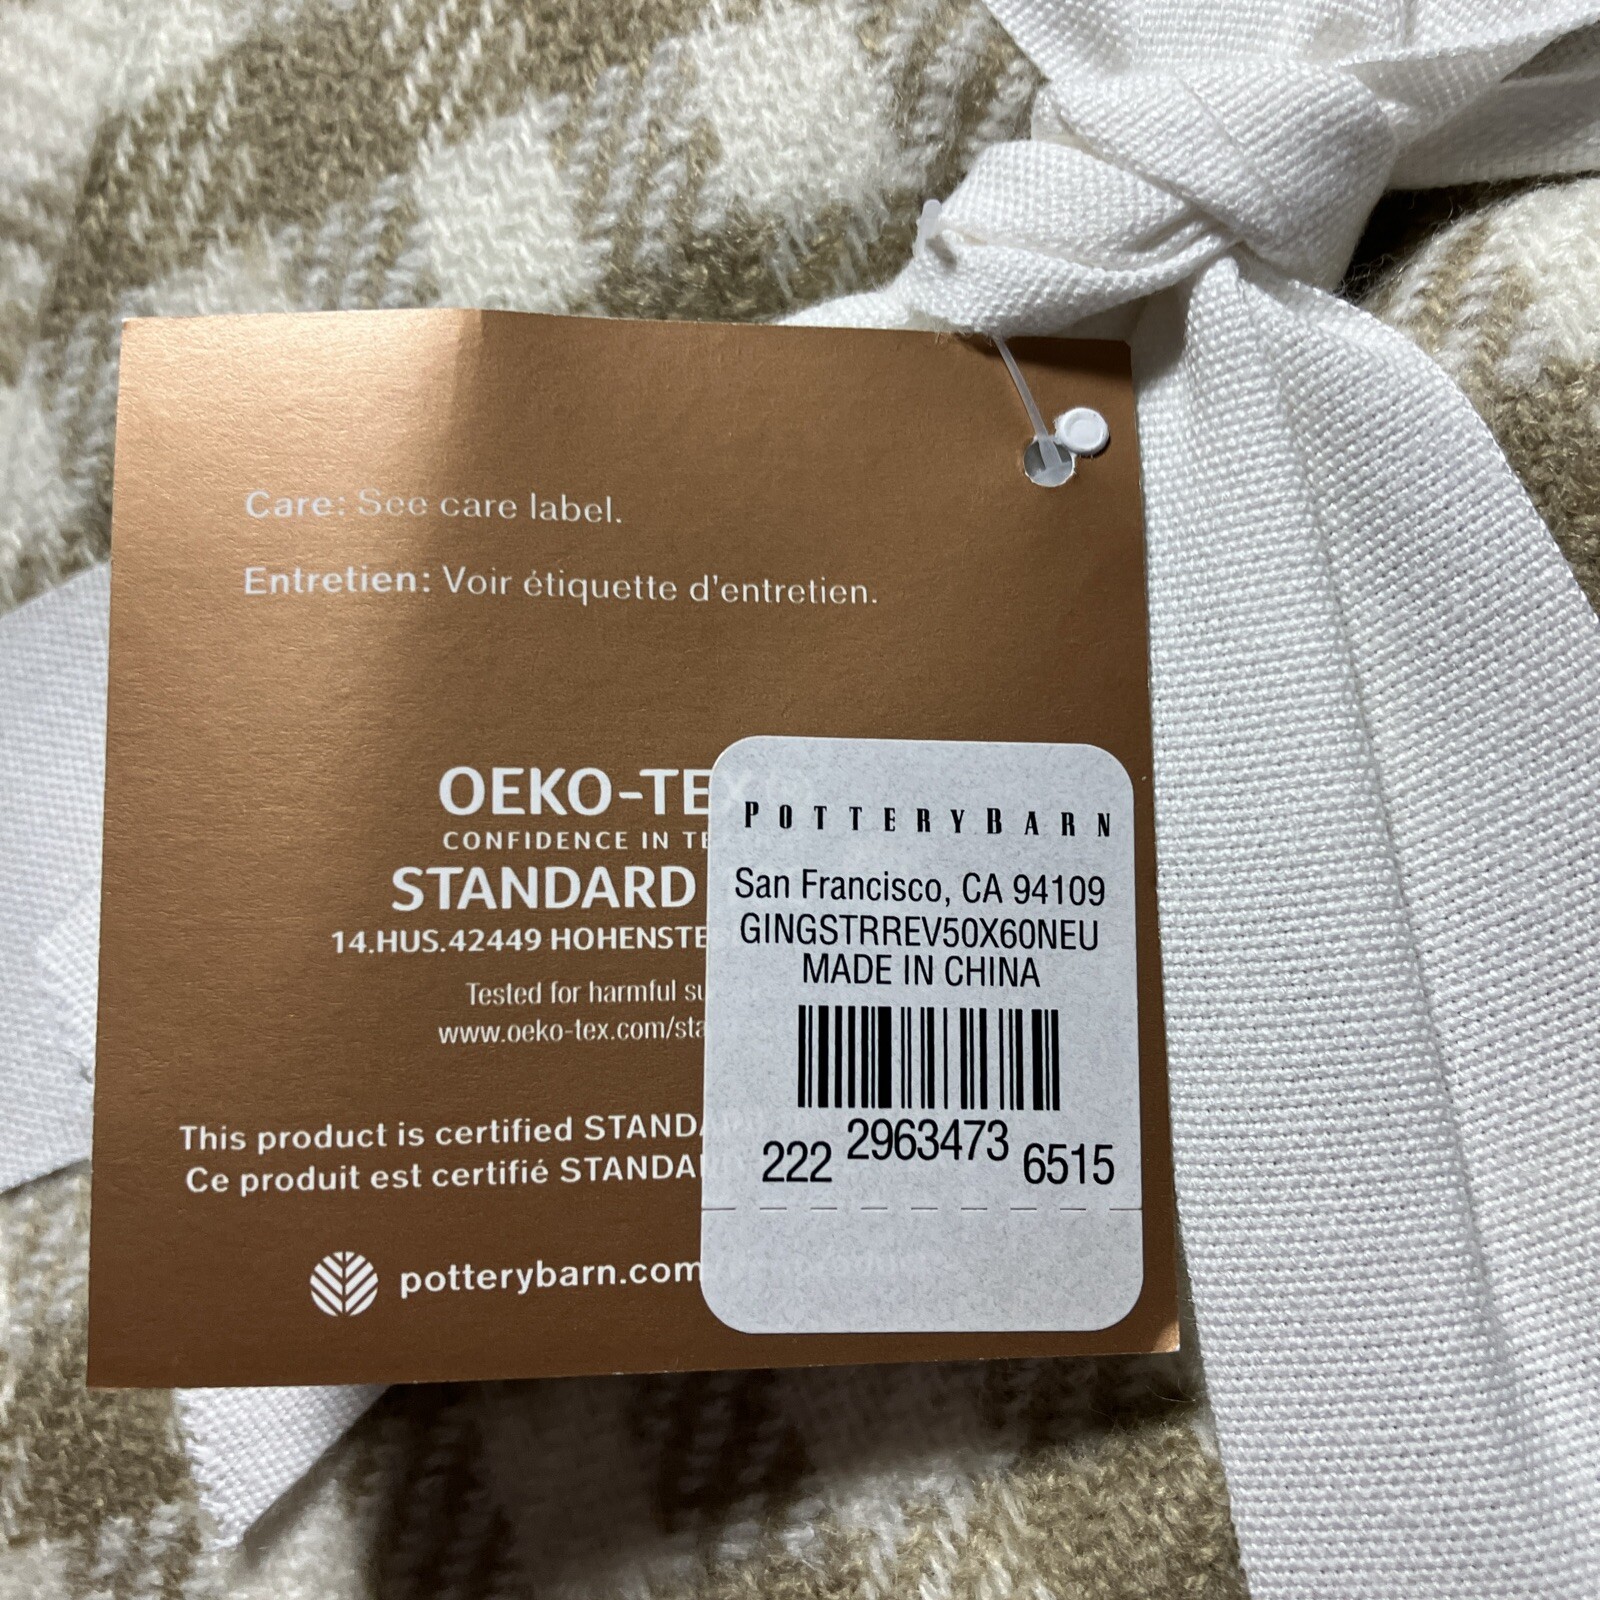 Care: See care label.
Entretien: Voir étiquette d'entretien.
OEKO-TE
CONFIDENCE IN TE
STANDARD
14.HUS.42449 HOHENSTE
Tested for harmful su
www.oeko-tex.com/sta
This product is certified STANDA
Ce produit est certifié STANDA
potterybarn.com
POTTERYBARN
San Francisco, CA 94109
GINGSTRREV50X60NEU
MADE IN CHINA
222 2963473 6515